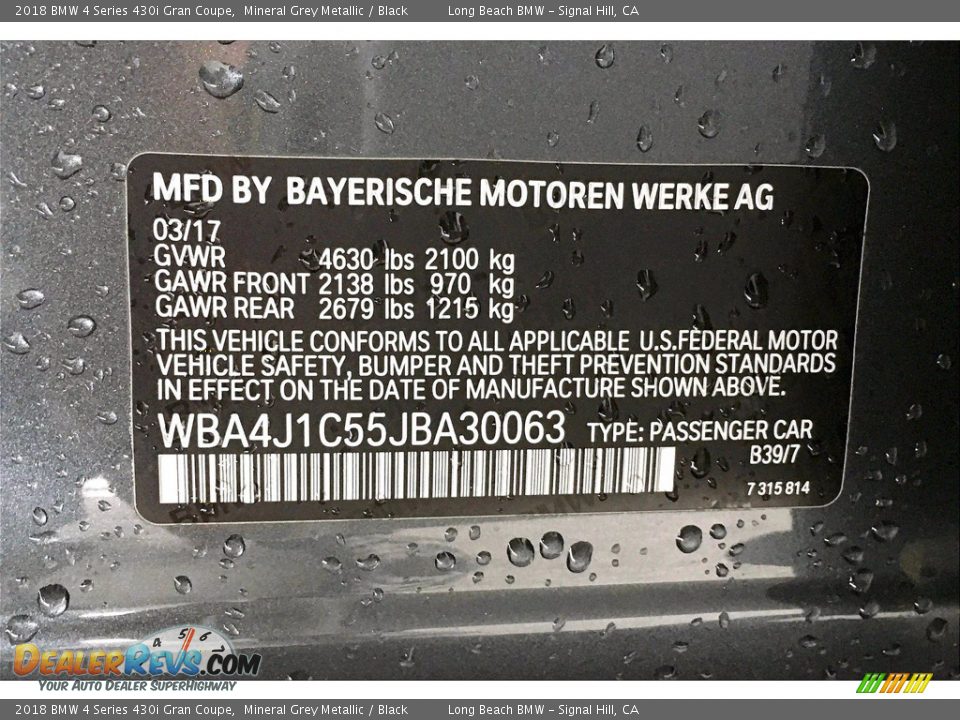 2018 BMW 4 Series 430i Gran Coupe, Mineral Grey Metallic / Black Long Beach BMW - Signal Hill, CA
MFD BY BAYERISCHE MOTOREN WERKE AG
03/17
GVWR 4630 lbs 2100 kg
GAWR FRONT 2138 lbs 970 kg
GAWR REAR 2679 lbs 1215 kg
THIS VEHICLE CONFORMS TO ALL APPLICABLE U.S.FEDERAL MOTOR
VEHICLE SAFETY, BUMPER AND THEFT PREVENTION STANDARDS
IN EFFECT ON THE DATE OF MANUFACTURE SHOWN ABOVE.
WBA4J1C55JBA30063 TYPE: PASSENGER CAR
B39/7
7 315 814
4 5 6
DEALERREVS.COM
YOUR AUTO DEALER SUPERHIGHWAY
2018 BMW 4 Series 430i Gran Coupe, Mineral Grey Metallic / Black Long Beach BMW - Signal Hill, CA